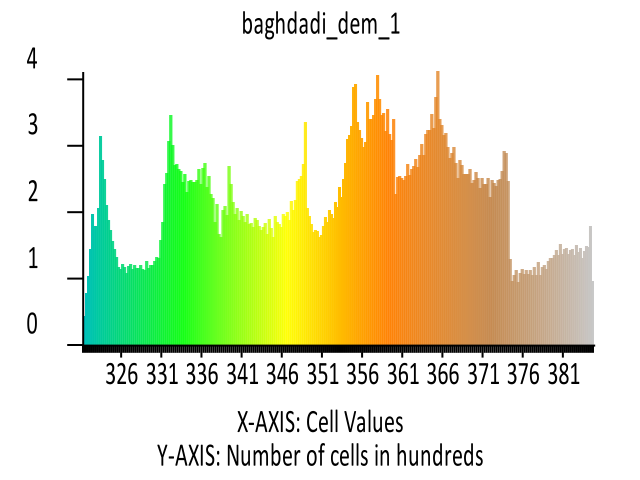 baghdadi_dem_1
4
3
2
1
0
326 331 336 341 346 351 356 361 366 371 376 381
X-AXIS: Cell Values
Y-AXIS: Number of cells in hundreds